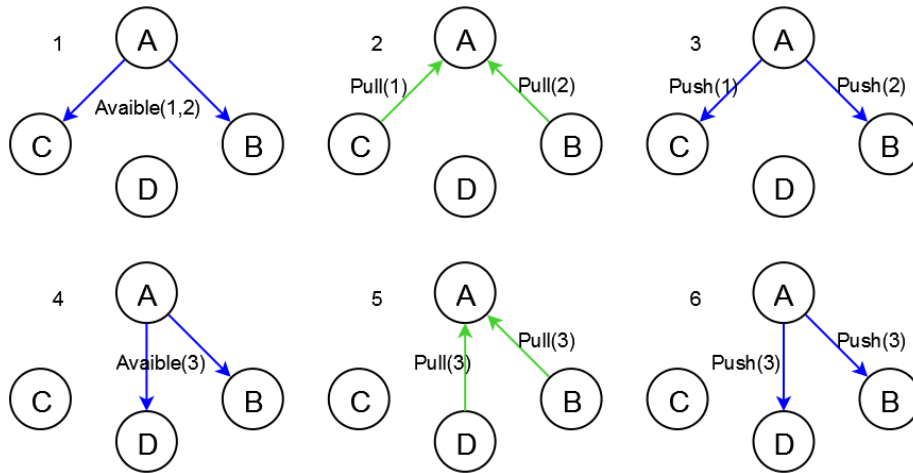 1
A
Avaible(1,2)
C
B
D
2
A
Pull(1)
Pull(2)
C
B
D
3
A
Push(1)
Push(2)
C
B
D
4
A
Avaible(3)
C
B
D
5
A
Pull(3)
Pull(3)
C
B
D
6
A
Push(3)
Push(3)
C
B
D